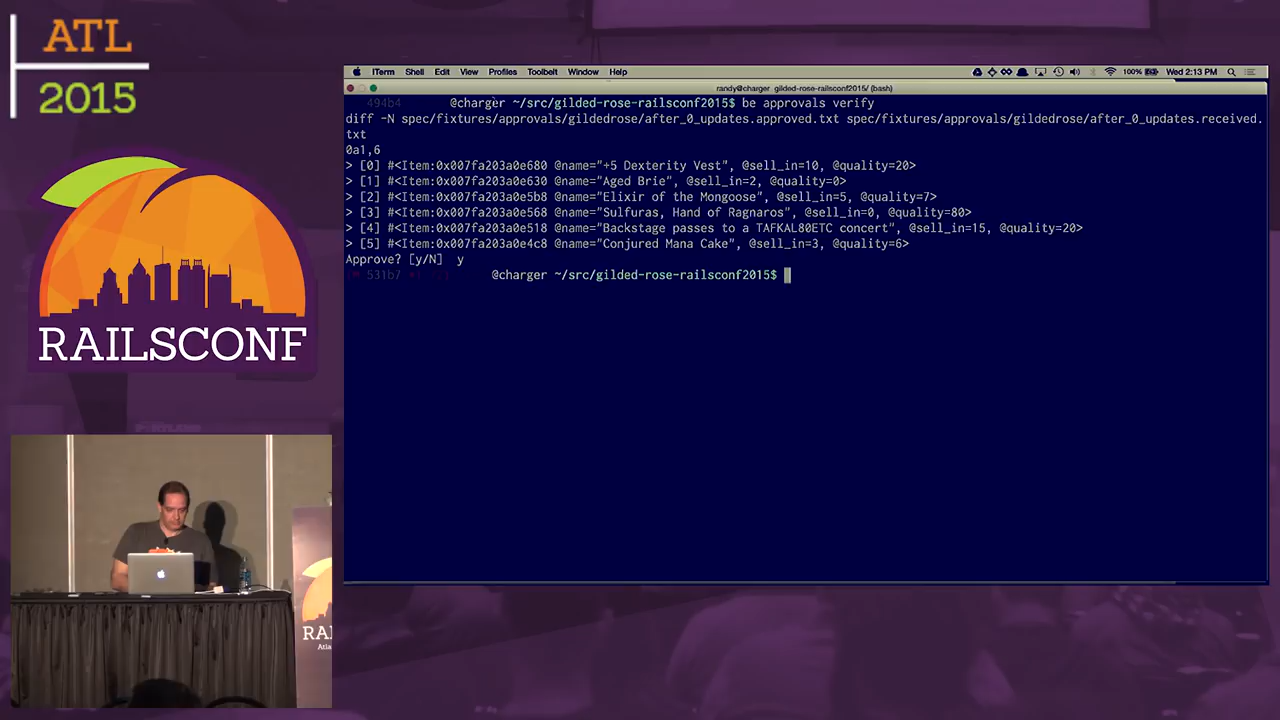 ATL
2015
RAILSCONF
iTerm Shell Edit View Profiles Toolbelt Window Help 100% Wed 2:13 PM
randy@charger gilded-rose-railsconf2015/ (bash)
494b4 @charger ~/src/gilded-rose-railsconf2015$ be approvals verify
diff -N spec/fixtures/approvals/gildedrose/after_0_updates.approved.txt spec/fixtures/approvals/gildedrose/after_0_updates.received.
txt
0a1,6
> [0] #<Item:0x007fa203a0e680 @name="+5 Dexterity Vest", @sell_in=10, @quality=20>
> [1] #<Item:0x007fa203a0e630 @name="Aged Brie", @sell_in=2, @quality=0>
> [2] #<Item:0x007fa203a0e5b8 @name="Elixir of the Mongoose", @sell_in=5, @quality=7>
> [3] #<Item:0x007fa203a0e568 @name="Sulfuras, Hand of Ragnaros", @sell_in=0, @quality=80>
> [4] #<Item:0x007fa203a0e518 @name="Backstage passes to a TAFKAL80ETC concert", @sell_in=15, @quality=20>
> [5] #<Item:0x007fa203a0e4c8 @name="Conjured Mana Cake", @sell_in=3, @quality=6>
Approve? [y/N] y
531b7 @charger ~/src/gilded-rose-railsconf2015$
RAI
Atla